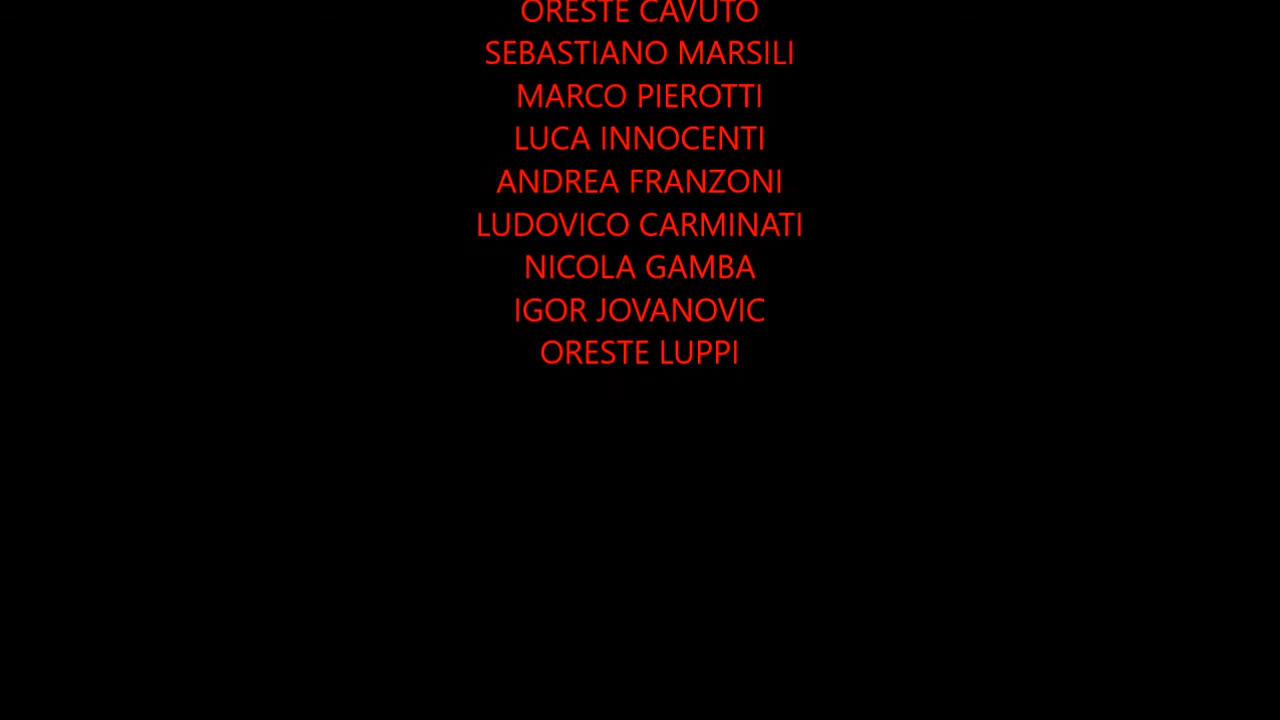 ORESTE CAVUTO
SEBASTIANO MARSILI
MARCO PIEROTTI
LUCA INNOCENTI
ANDREA FRANZONI
LUDOVICO CARMINATI
NICOLA GAMBA
IGOR JOVANOVIC
ORESTE LUPPI